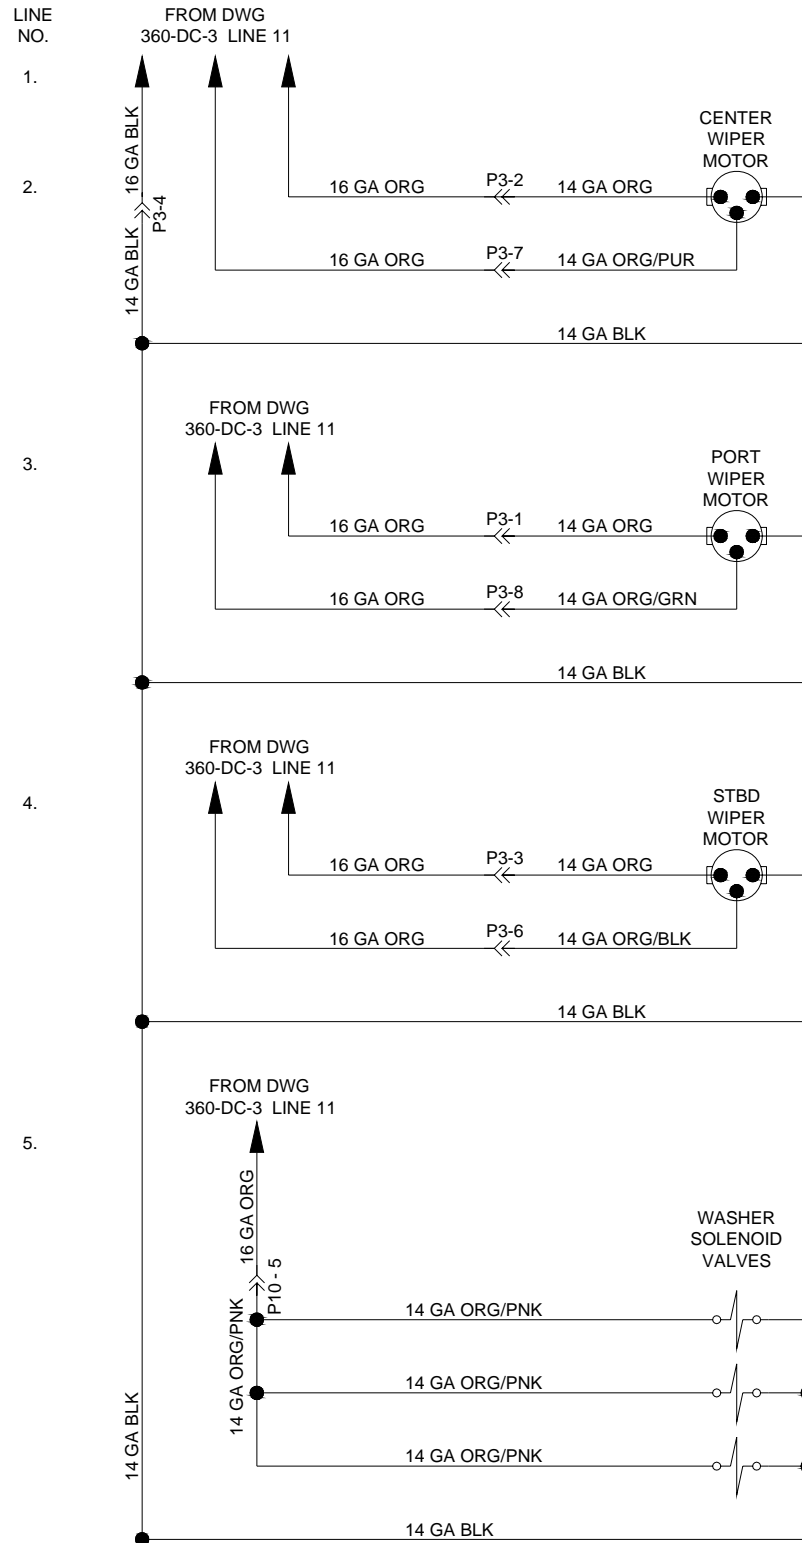 LINE
NO.
FROM DWG
360-DC-3 LINE 11
1.
16 GA BLK
CENTER
WIPER
MOTOR
2.
16 GA ORG
P3-2
14 GA ORG
P3-4
14 GA BLK
16 GA ORG
P3-7
14 GA ORG/PUR
14 GA BLK
FROM DWG
360-DC-3 LINE 11
3.
PORT
WIPER
MOTOR
16 GA ORG
P3-1
14 GA ORG
16 GA ORG
P3-8
14 GA ORG/GRN
14 GA BLK
FROM DWG
360-DC-3 LINE 11
4.
STBD
WIPER
MOTOR
16 GA ORG
P3-3
14 GA ORG
16 GA ORG
P3-6
14 GA ORG/BLK
14 GA BLK
FROM DWG
360-DC-3 LINE 11
5.
16 GA ORG
WASHER
SOLENOID
VALVES
P10 - 5
14 GA ORG/PNK
14 GA ORG/PNK
14 GA ORG/PNK
14 GA ORG/PNK
14 GA BLK
14 GA BLK